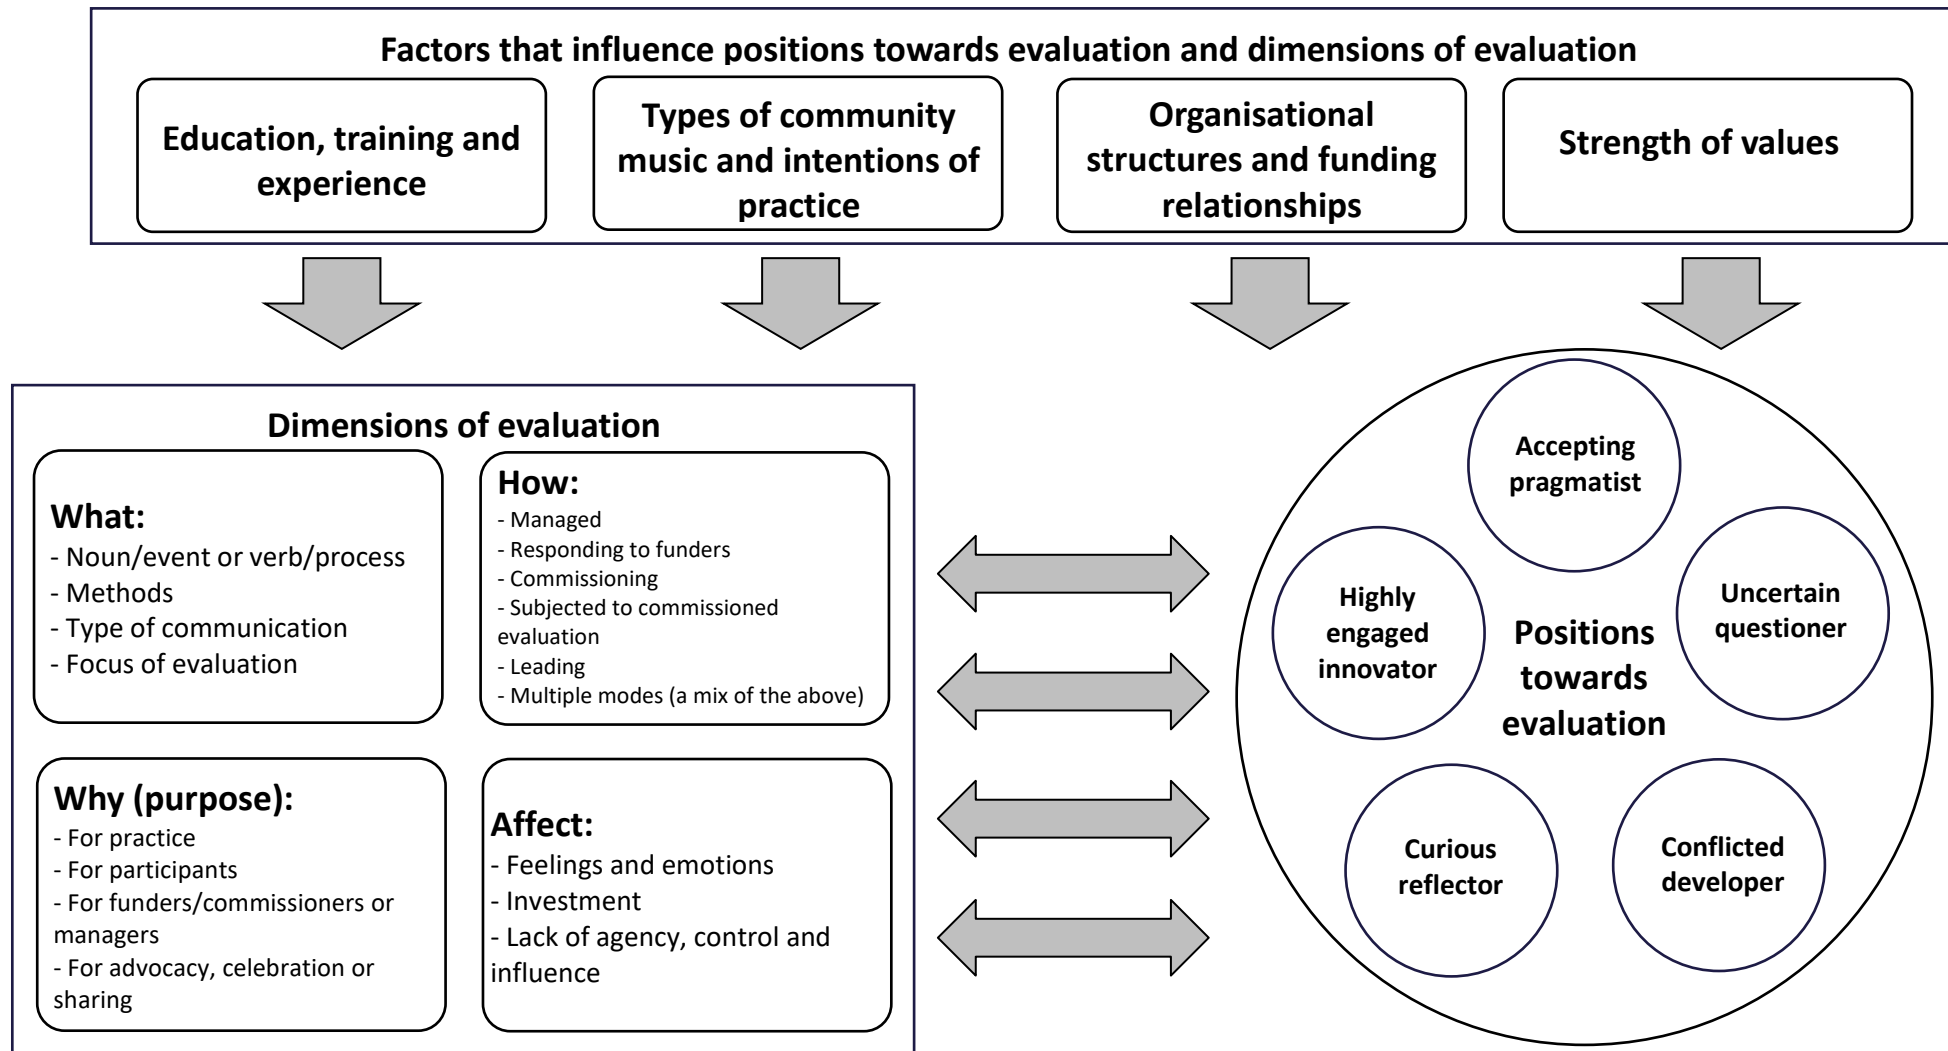 Factors that influence positions towards evaluation and dimensions of evaluation
Education, training and
experience
Types of community
music and intentions of
practice
Organisational
structures and funding
relationships
Strength of values
Dimensions of evaluation
What:
- Noun/event or verb/process
- Methods
- Type of communication
- Focus of evaluation
How:
- Managed
- Responding to funders
- Commissioning
- Subjected to commissioned
evaluation
- Leading
- Multiple modes (a mix of the above)
Why (purpose):
- For practice
- For participants
- For funders/commissioners or
managers
- For advocacy, celebration or
sharing
Affect:
- Feelings and emotions
- Investment
- Lack of agency, control and
influence
Accepting
pragmatist
Highly
engaged
innovator
Uncertain
questioner
Positions
towards
evaluation
Curious
reflector
Conflicted
developer